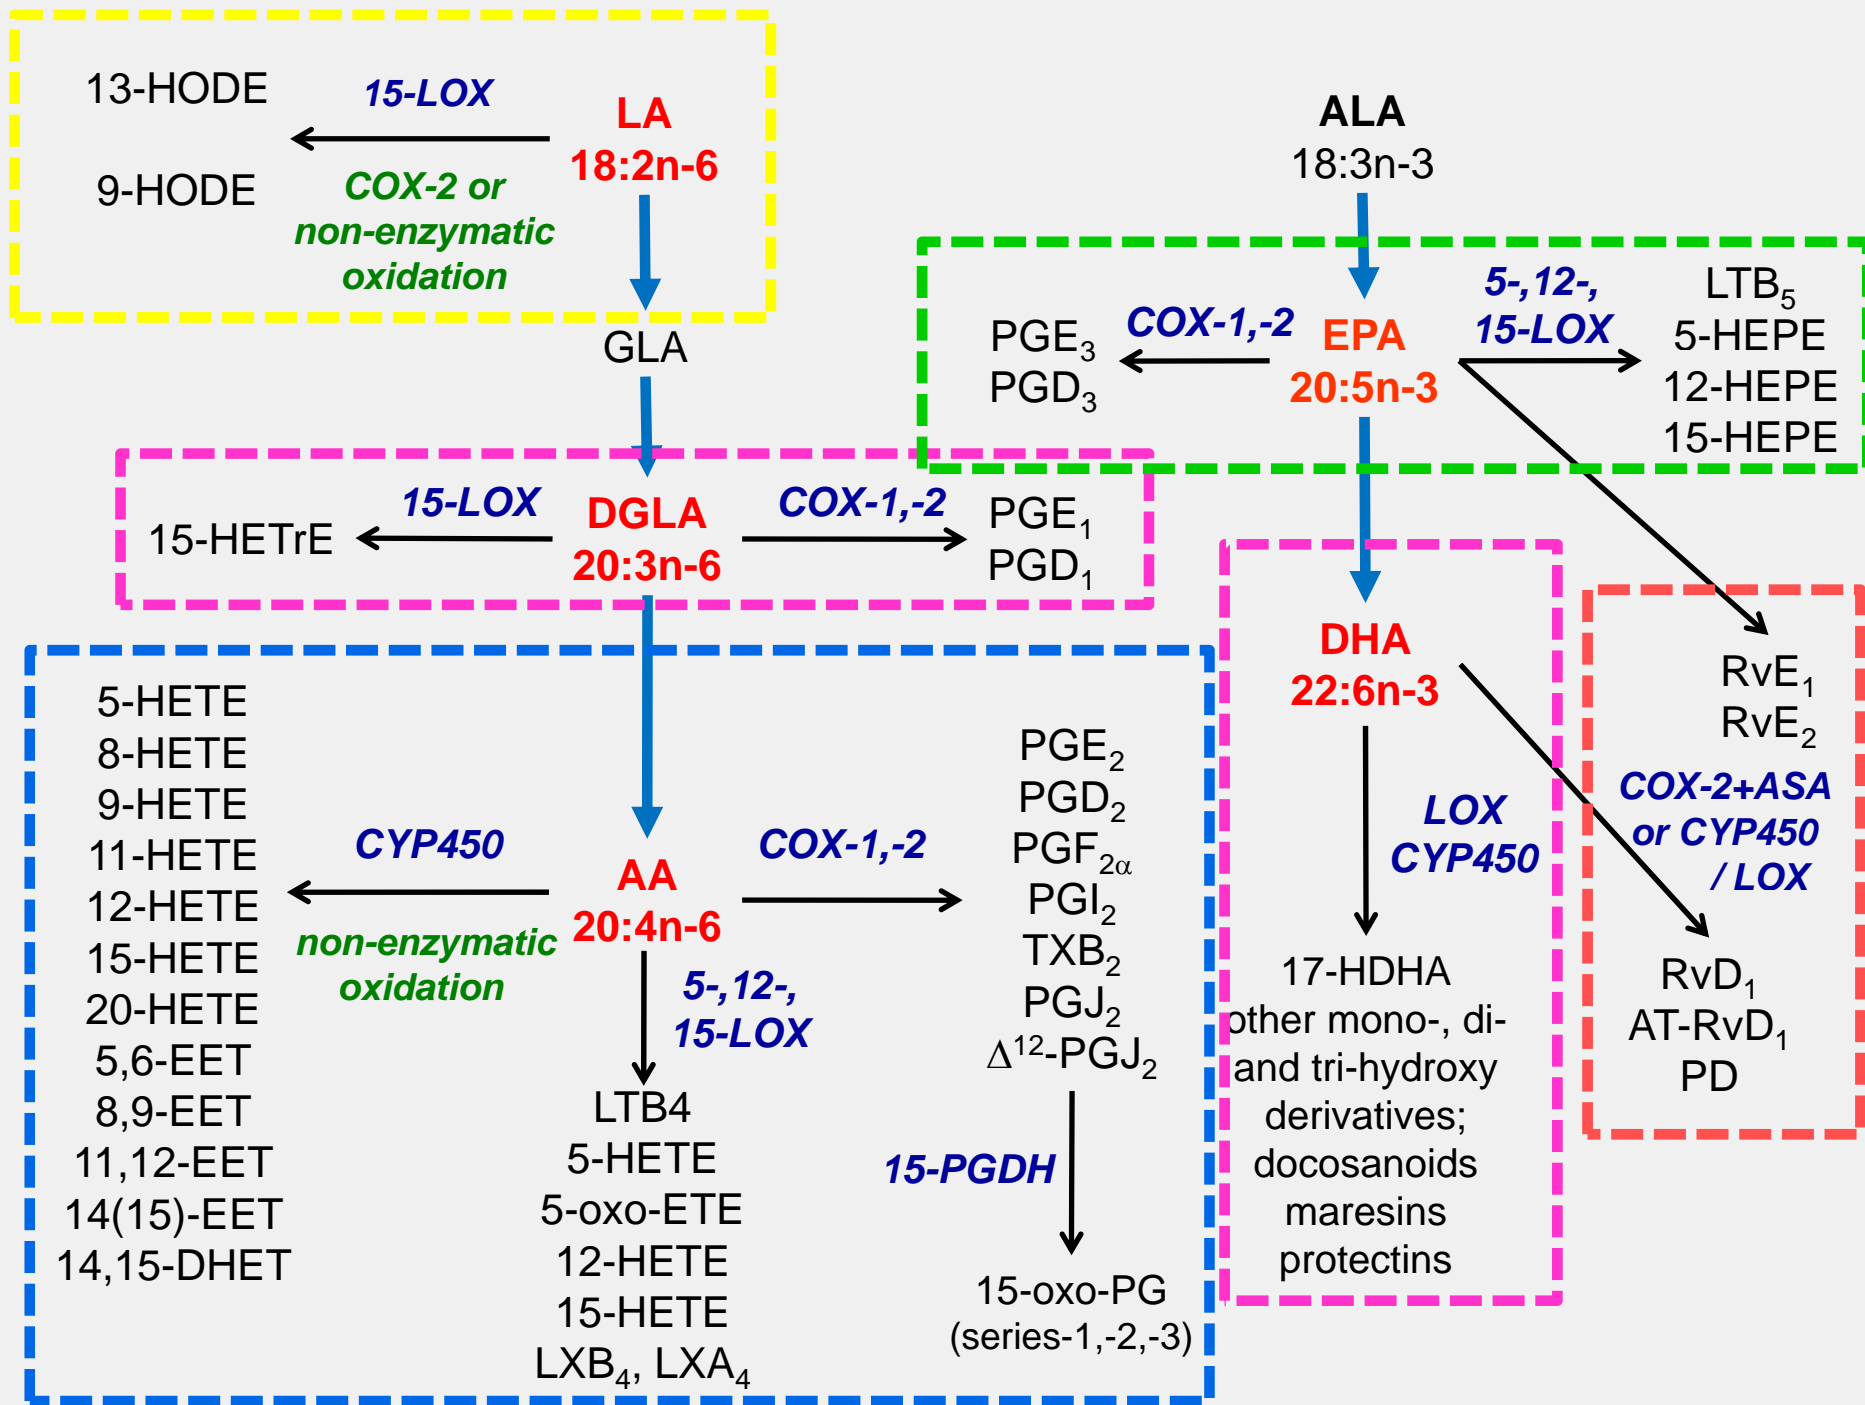 13-HODE
9-HODE
15-LOX
COX-2 or
non-enzymatic
oxidation
LA
18:2n-6
GLA
ALA
18:3n-3
PGE₃
PGD₃
COX-1,-2
EPA
20:5n-3
5-,12-,
15-LOX
LTB₅
5-HEPE
12-HEPE
15-HEPE
15-HETrE
15-LOX
DGLA
20:3n-6
COX-1,-2
PGE₁
PGD₁
5-HETE
8-HETE
9-HETE
11-HETE
12-HETE
15-HETE
20-HETE
5,6-EET
8,9-EET
11,12-EET
14(15)-EET
14,15-DHET
CYP450
non-enzymatic
oxidation
AA
20:4n-6
5-,12-,
15-LOX
LTB4
5-HETE
5-oxo-ETE
12-HETE
15-HETE
LXB₄, LXA₄
COX-1,-2
PGE₂
PGD₂
PGF₂α
PGI₂
TXB₂
PGJ₂
Δ¹²-PGJ₂
15-PGDH
15-oxo-PG
(series-1,-2,-3)
DHA
22:6n-3
LOX
CYP450
17-HDHA
other mono-, di-
and tri-hydroxy
derivatives;
docosanoids
maresins
protectins
RvE₁
RvE₂
COX-2+ASA
or CYP450
/ LOX
RvD₁
AT-RvD₁
PD